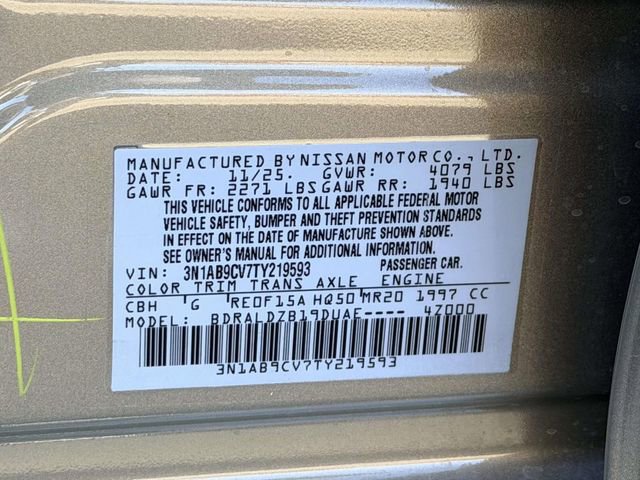 MANUFACTURED BY NISSAN MOTOR CO., LTD.
DATE: 11/25. GVWR: 4079 LBS
GAWR FR: 2271 LBS GAWR RR: 1940 LBS
THIS VEHICLE CONFORMS TO ALL APPLICABLE FEDERAL MOTOR
VEHICLE SAFETY, BUMPER AND THEFT PREVENTION STANDARDS
IN EFFECT ON THE DATE OF MANUFACTURE SHOWN ABOVE.
SEE OWNER'S MANUAL FOR ADDITIONAL INFORMATION.
VIN: 3N1AB9CV7TY219593 PASSENGER CAR.
COLOR TRIM TRANS AXLE ENGINE
CBH 'G 'RE0F15A HQ50'MR20 1997 CC
MODEL: BDRALDZB19DUAE---- 4Z000
3N1AB9CV7TY219593